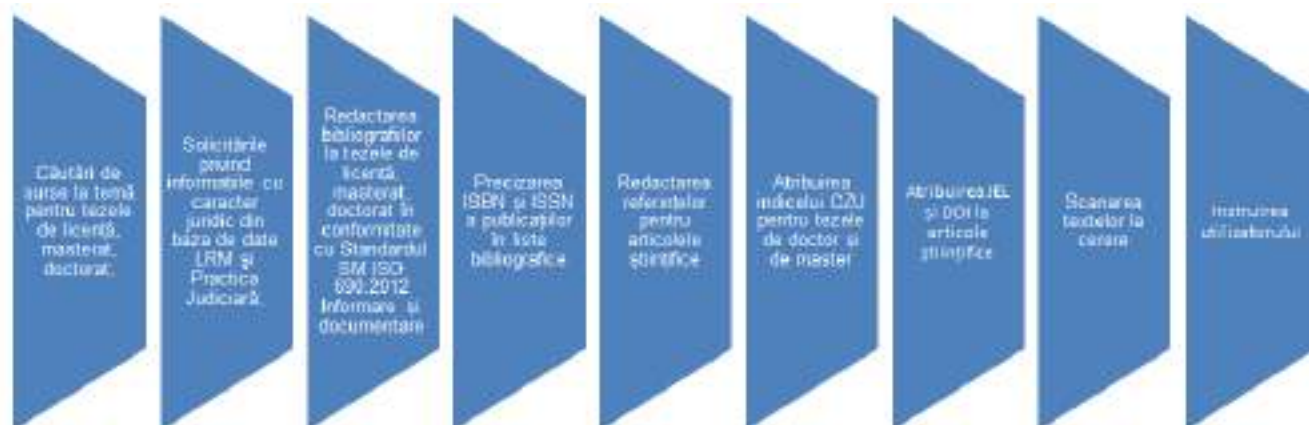 Căutări de
surse la temă
pentru tezele
de licență,
masterat,
doctorat,
Solicitările
privind
informațiile cu
caracter
juridic din
baza de date
LRM și
Practica
Judiciară,
Redactarea
bibliografiilor
la tezele de
licență,
masterat,
doctorat în
conformitate
cu Standardul
SM ISO
690:2012
Informare și
documentare
Precizarea
ISBN și ISSN
a publicațiilor
în liste
bibliografice
Redactarea
referințelor
pentru
articolele
științifice
Atribuirea
indicelui CZU
pentru tezele
de doctor și
de master
Atribuirea JEL
și DOI la
articole
științifice
Scanarea
textelor la
cerere
Instruirea
utilizatorului